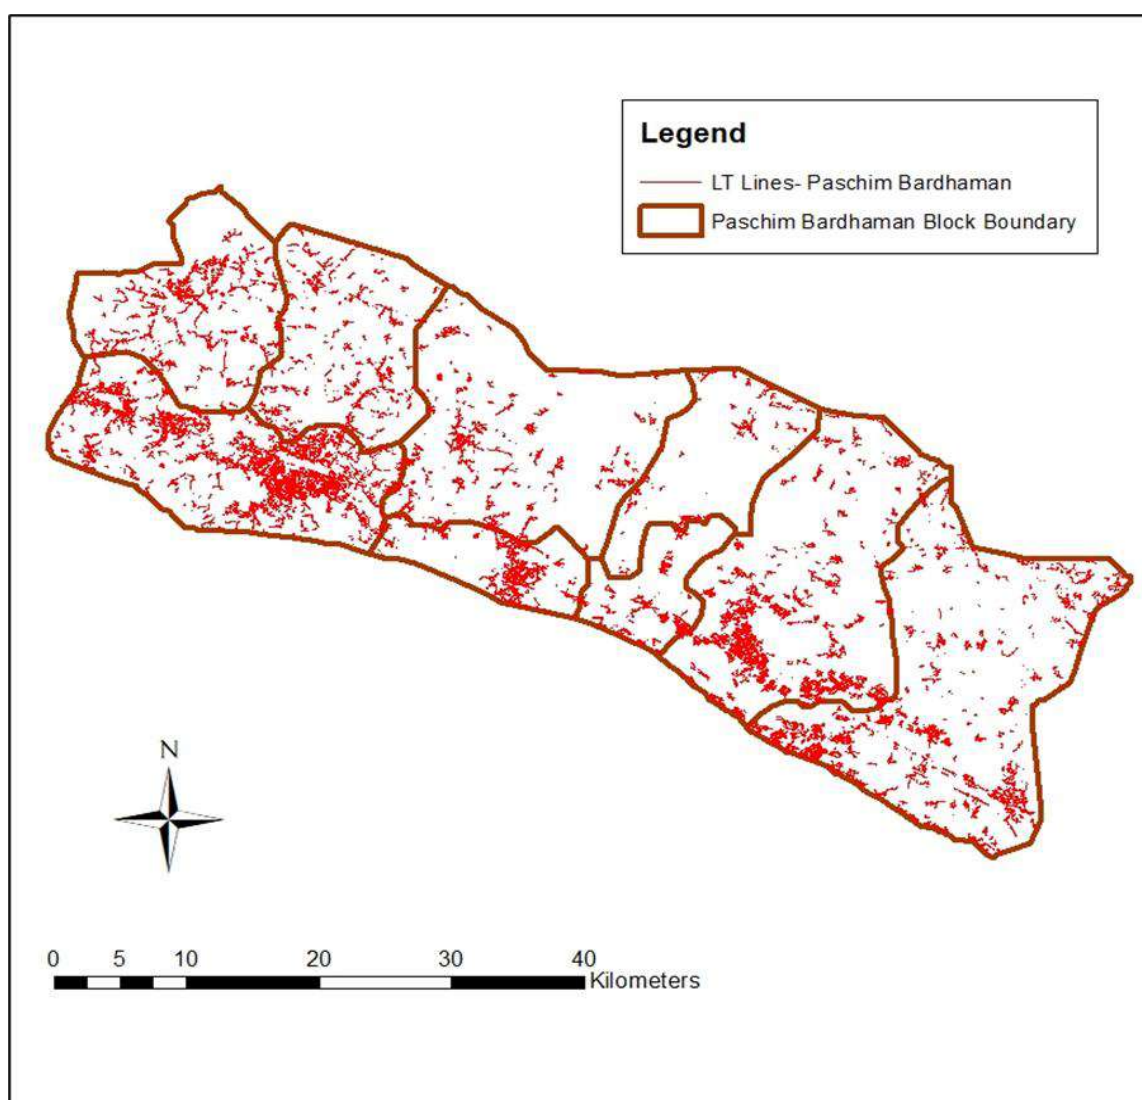 Legend
LT Lines- Paschim Bardhaman
Paschim Bardhaman Block Boundary
N
0 5 10 20 30 40
Kilometers